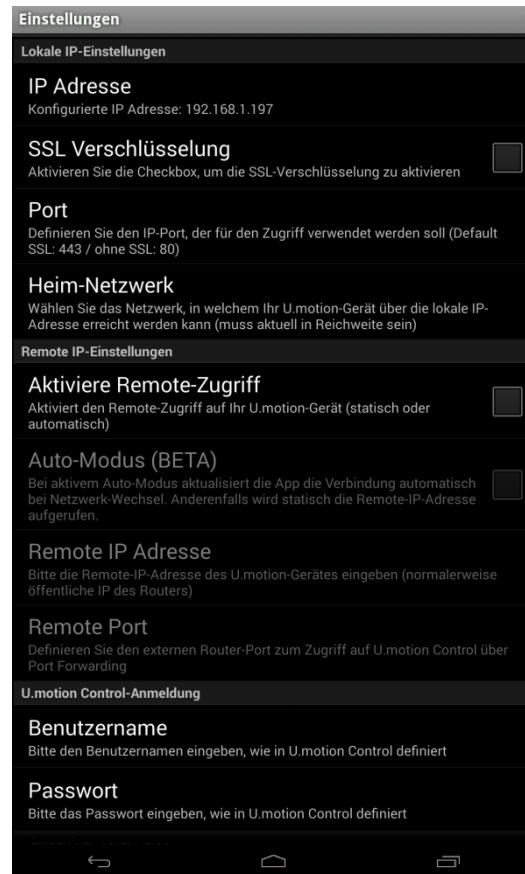 Einstellungen
Lokale IP-Einstellungen
IP Adresse
Konfigurierte IP Adresse: 192.168.1.197
SSL Verschlüsselung
Aktivieren Sie die Checkbox, um die SSL-Verschlüsselung zu aktivieren
Port
Definieren Sie den IP-Port, der für den Zugriff verwendet werden soll (Default
SSL: 443 / ohne SSL: 80)
Heim-Netzwerk
Wählen Sie das Netzwerk, in welchem Ihr U.motion-Gerät über die lokale IP-
Adresse erreicht werden kann (muss aktuell in Reichweite sein)
Remote IP-Einstellungen
Aktiviere Remote-Zugriff
Aktiviert den Remote-Zugriff auf Ihr U.motion-Gerät (statisch oder
automatisch)
Auto-Modus (BETA)
Bei aktivem Auto-Modus aktualisiert die App die Verbindung automatisch
bei Netzwerk-Wechsel. Anderenfalls wird statisch die Remote-IP-Adresse
aufgerufen.
Remote IP Adresse
Bitte die Remote-IP-Adresse des U.motion-Gerätes eingeben (normalerweise
öffentliche IP des Routers)
Remote Port
Definieren Sie den externen Router-Port zum Zugriff auf U.motion Control über
Port Forwarding
U.motion Control-Anmeldung
Benutzername
Bitte den Benutzernamen eingeben, wie in U.motion Control definiert
Passwort
Bitte das Passwort eingeben, wie in U.motion Control definiert